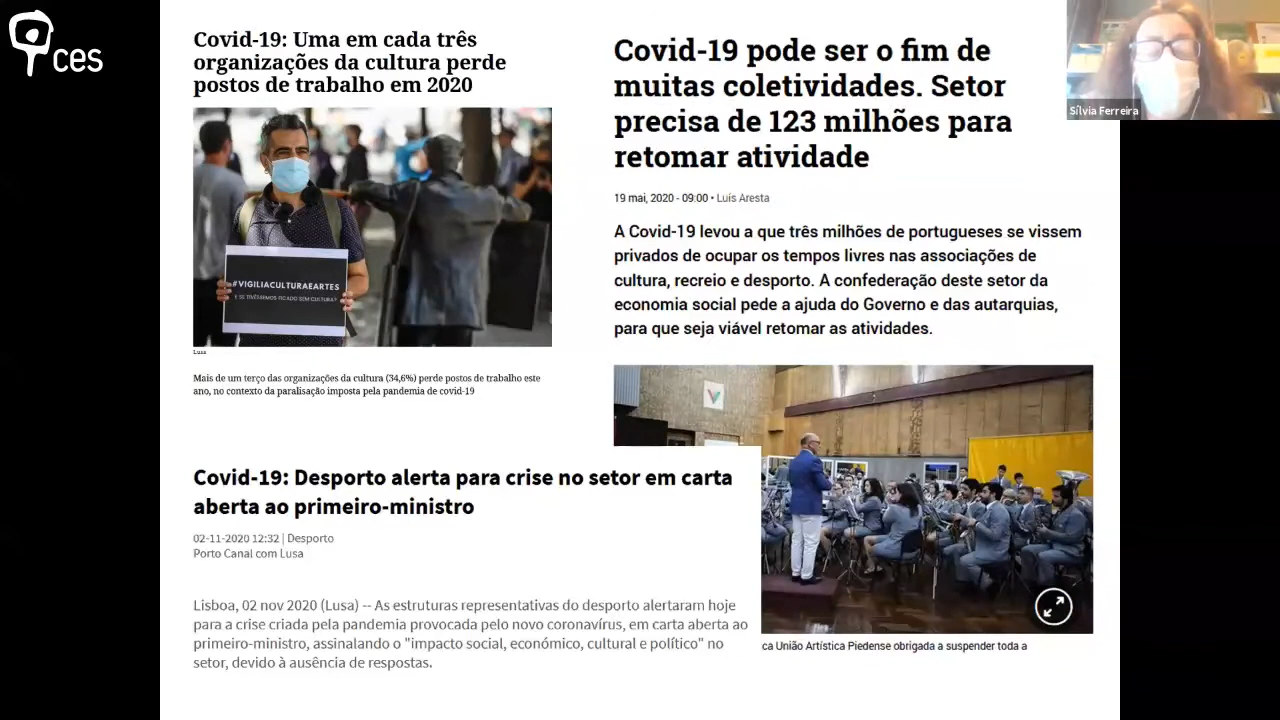 ces
Covid-19: Uma em cada três
organizações da cultura perde
postos de trabalho em 2020
#VIGILIACULTURAEARTES
E SE TIVÉSSEMOS FICADO SEM CULTURA?
Lusa
Mais de um terço das organizações da cultura (34,6%) perde postos de trabalho este
ano, no contexto da paralisação imposta pela pandemia de covid-19
Covid-19 pode ser o fim de
muitas coletividades. Setor
precisa de 123 milhões para
retomar atividade
19 mai, 2020 - 09:00 • Luís Aresta
A Covid-19 levou a que três milhões de portugueses se vissem
privados de ocupar os tempos livres nas associações de
cultura, recreio e desporto. A confederação deste setor da
economia social pede a ajuda do Governo e das autarquias,
para que seja viável retomar as atividades.
ca União Artística Piedense obrigada a suspender toda a
Covid-19: Desporto alerta para crise no setor em carta
aberta ao primeiro-ministro
02-11-2020 12:32 | Desporto
Porto Canal com Lusa
Lisboa, 02 nov 2020 (Lusa) -- As estruturas representativas do desporto alertaram hoje
para a crise criada pela pandemia provocada pelo novo coronavírus, em carta aberta ao
primeiro-ministro, assinalando o "impacto social, económico, cultural e político" no
setor, devido à ausência de respostas.
Sílvia Ferreira